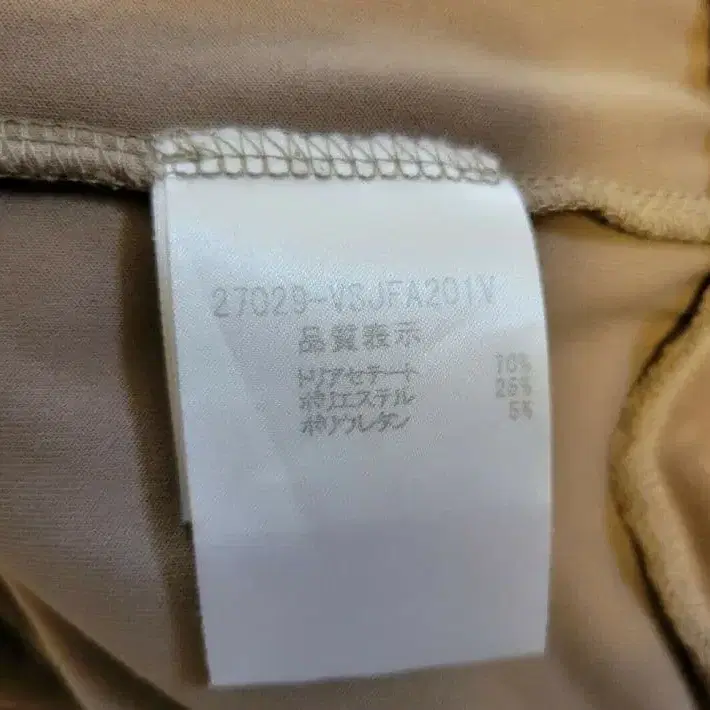 27029-VSJFA201V
品質表示
トリアセテート 70%
ポリエステル 25%
ポリウレタン 5%